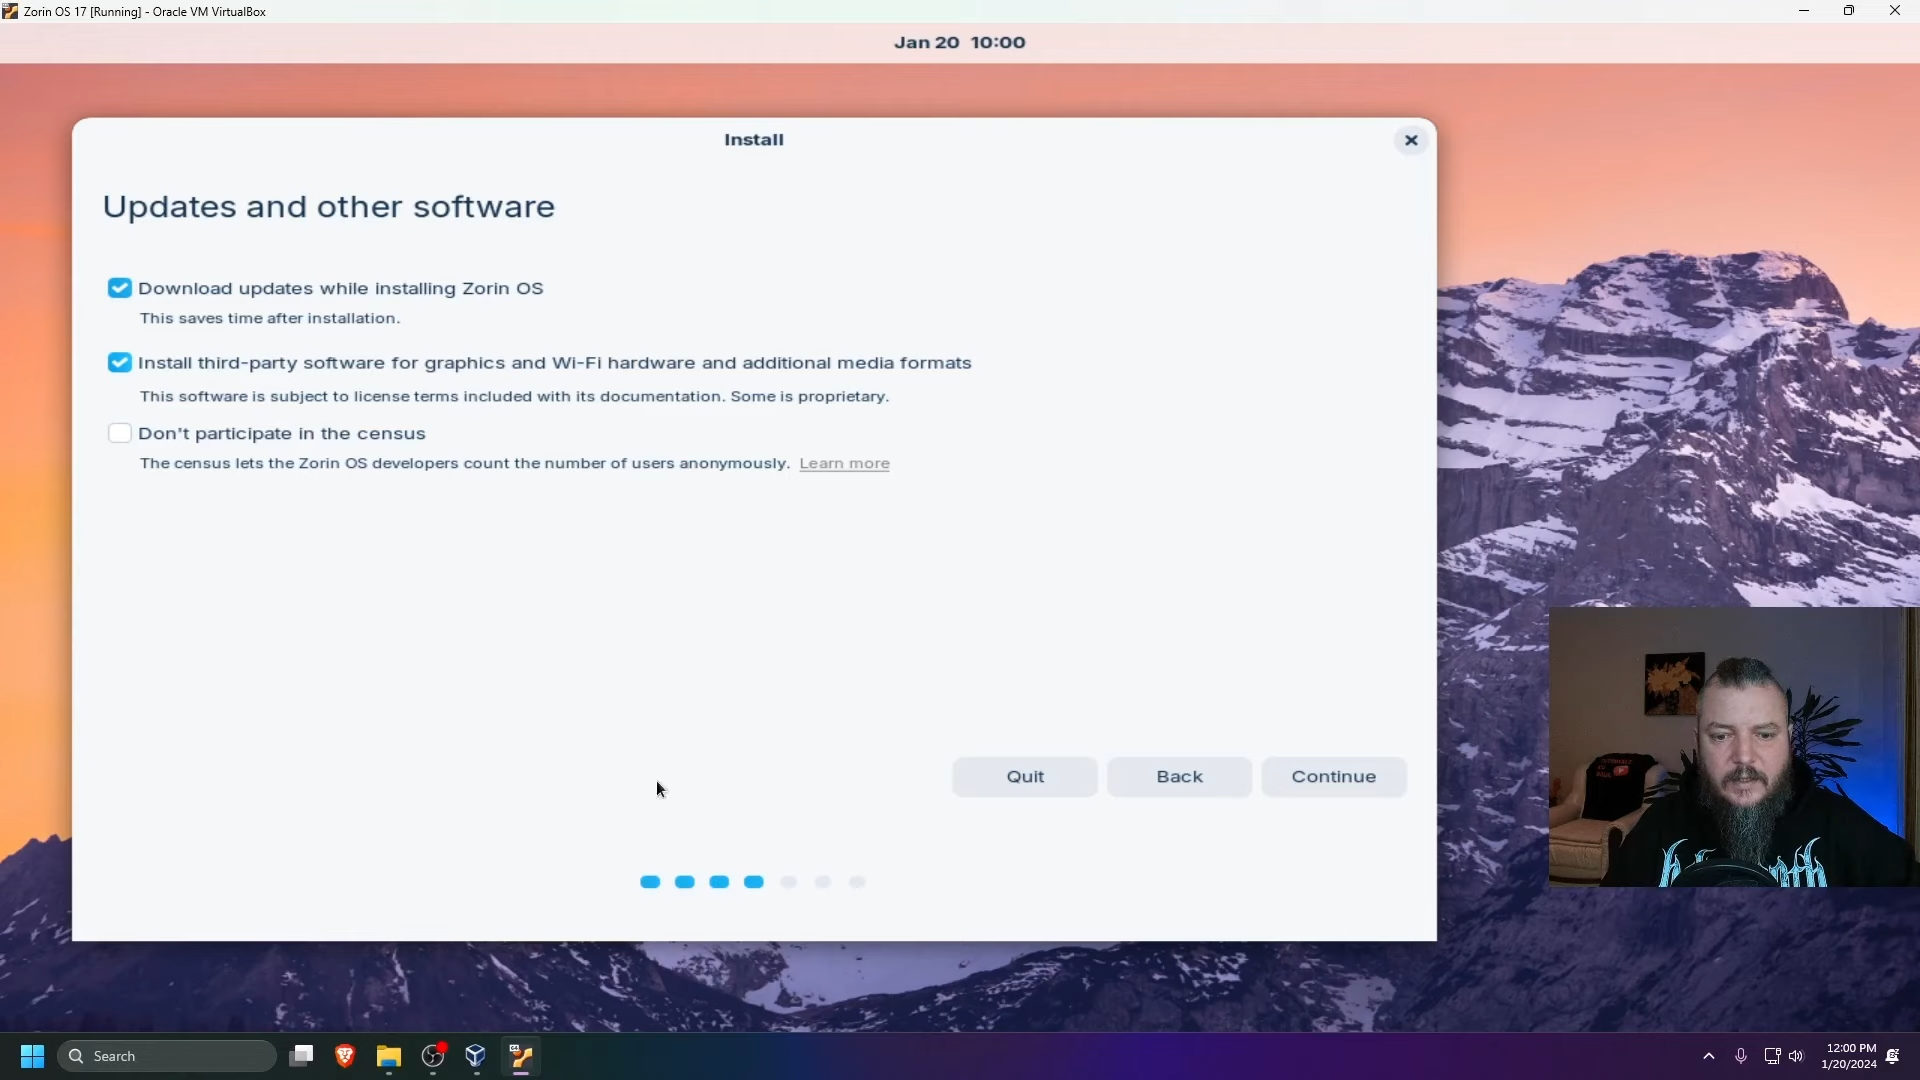 Zorin OS 17 [Running] - Oracle VM VirtualBox
Jan 20 10:00
Install
Updates and other software
Download updates while installing Zorin OS
This saves time after installation.
Install third-party software for graphics and Wi-Fi hardware and additional media formats
This software is subject to license terms included with its documentation. Some is proprietary.
Don't participate in the census
The census lets the Zorin OS developers count the number of users anonymously. Learn more
Quit
Back
Continue
Search
12:00 PM
1/20/2024